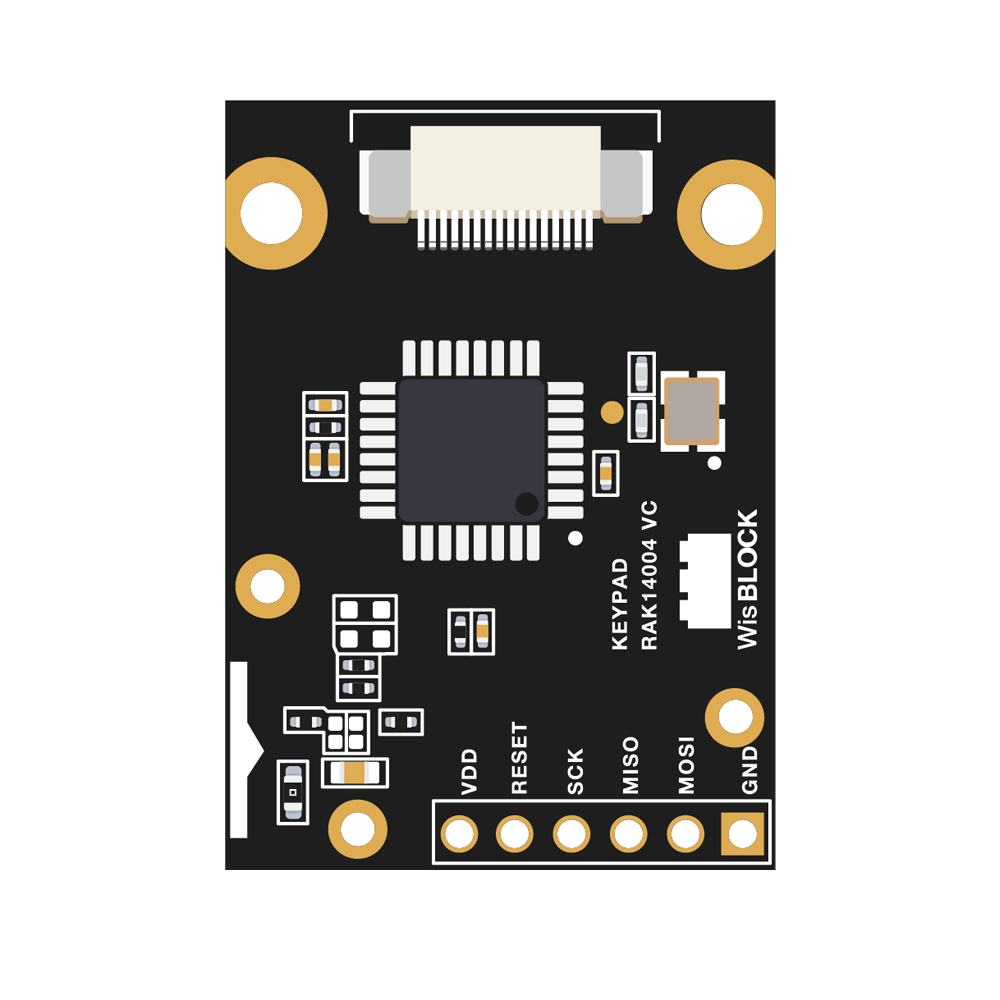 KEYPAD
RAK14004 VC
WisBLOCK
VDD
RESET
SCK
MISO
MOSI
GND